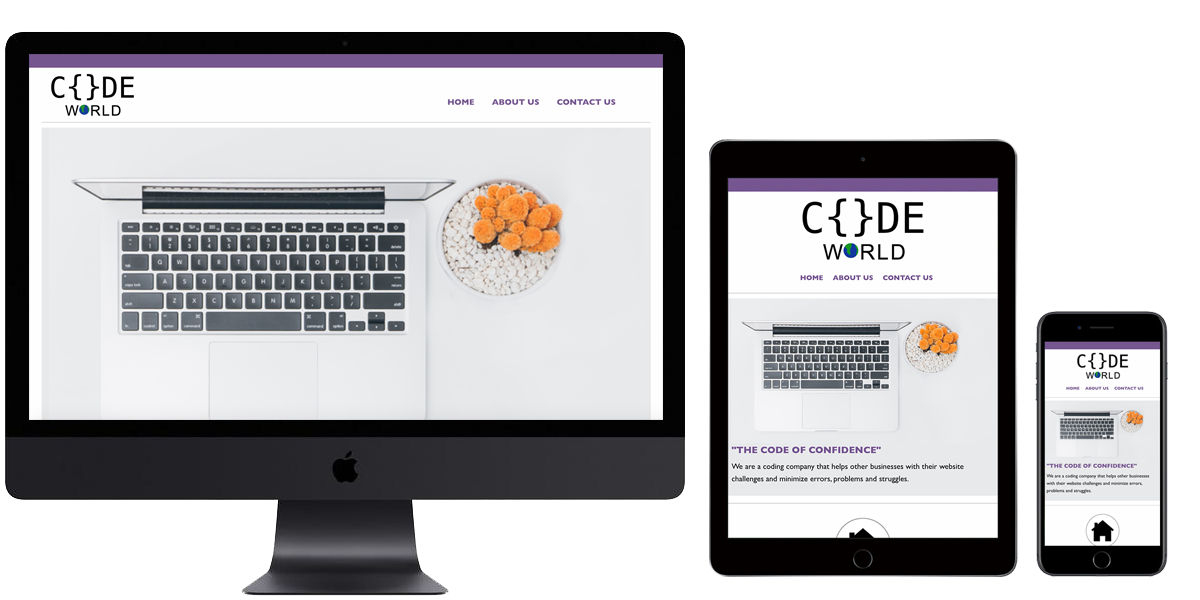 C{}DE
WORLD
HOME ABOUT US CONTACT US
C{}DE
WORLD
HOME ABOUT US CONTACT US
"THE CODE OF CONFIDENCE"
We are a coding company that helps other businesses with their website
challenges and minimize errors, problems and struggles.
C{}DE
WORLD
HOME ABOUT US CONTACT US
"THE CODE OF CONFIDENCE"
We are a coding company that helps other businesses
with their website challenges and minimize errors,
problems and struggles.